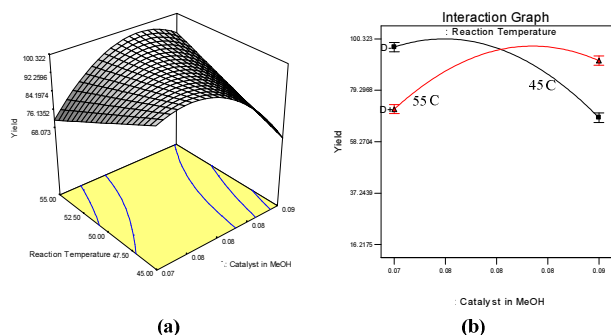 100.322
92.2596
84.1974
76.1352
68.073
Yield
55.00
52.50
50.00
47.50
45.00
Reaction Temperature
0.09
0.08
0.08
0.08
0.07
: Catalyst in MeOH
(a)
Interaction Graph
: Reaction Temperature
100.323
79.2968
58.2704
37.2439
16.2175
Yield
D
D
55C
45C
0.07
0.08
0.08
0.08
0.09
: Catalyst in MeOH
(b)